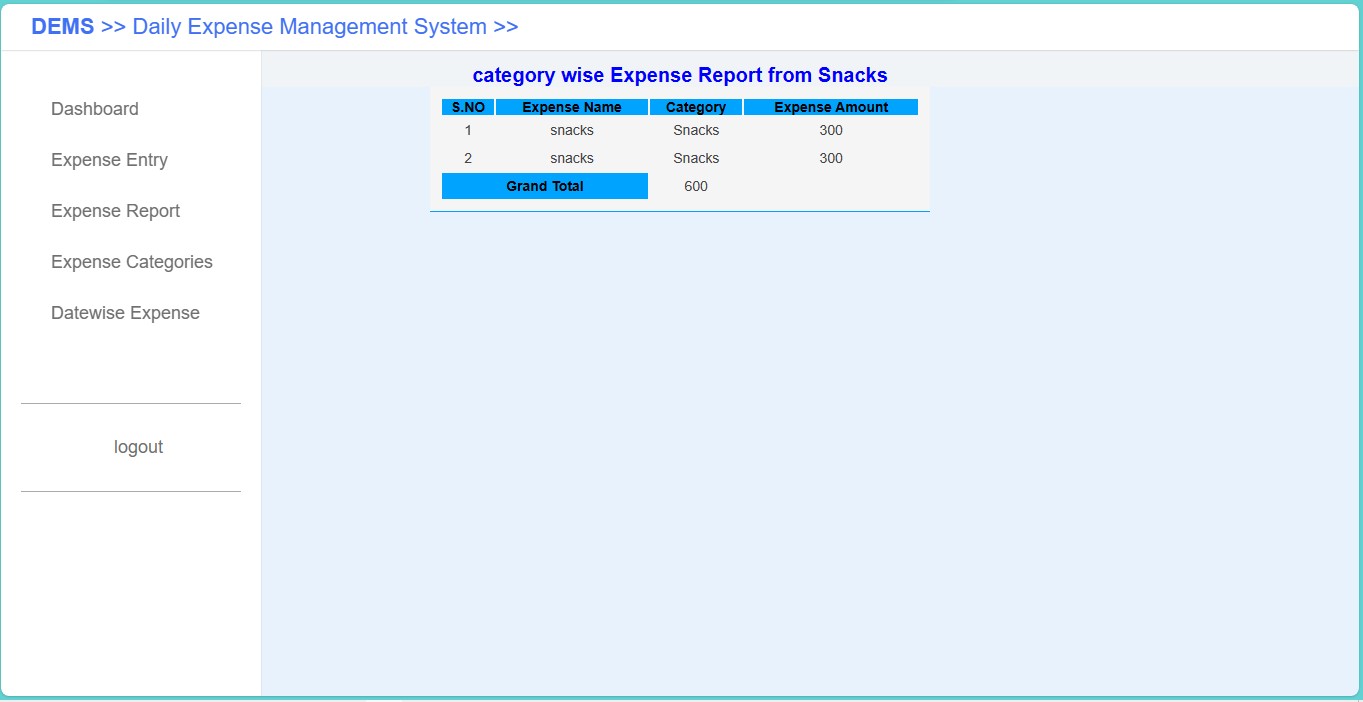 DEMS >> Daily Expense Management System >>
Dashboard
Expense Entry
Expense Report
Expense Categories
Datewise Expense
logout
category wise Expense Report from Snacks
S.NO Expense Name Category Expense Amount
1 snacks Snacks 300
2 snacks Snacks 300
Grand Total 600